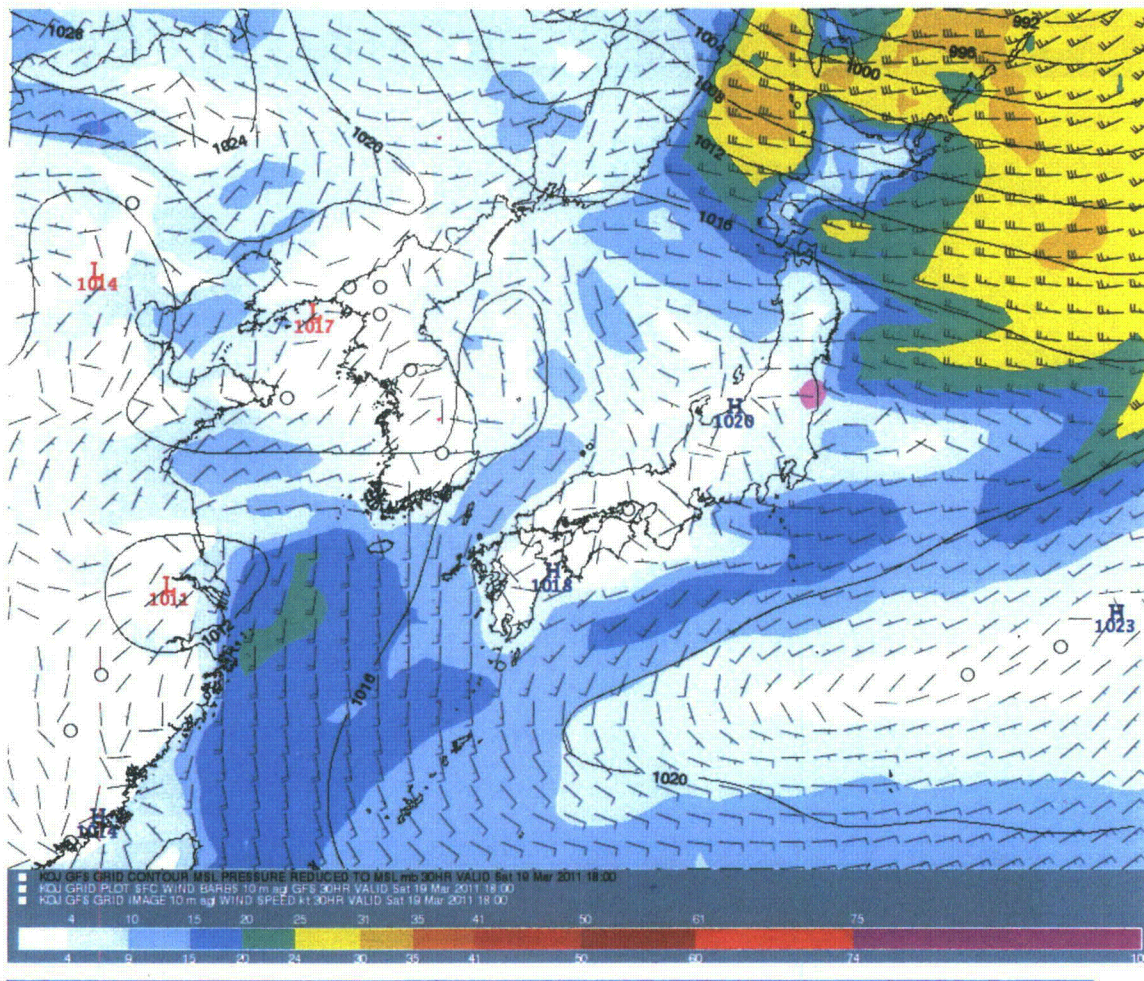 1028
992
1004
996
1000
1008
1024
1020
1012
1016
L
1014
L
1017
H
1020
H
1018
L
1011
1012
H
1023
1016
1020
H
1014
KOJ GFS GRID CONTOUR MSL PRESSURE REDUCED TO MSL mb 30HR VALID Sat 19 Mar 2011 18:00
KOJ GRID PLOT SFC WIND BARBS 10 m agl GFS 30HR VALID Sat 19 Mar 2011 18:00
KOJ GFS GRID IMAGE 10 m agl WIND SPEED kt 30HR VALID Sat 19 Mar 2011 18:00
4 10 15 20 25 31 35 41 50 61 75
4 9 15 20 24 30 35 41 50 60 74 10